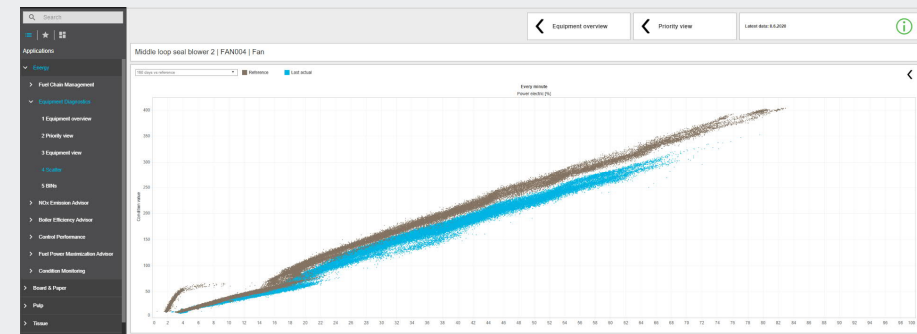 Search
Applications
Energy
Fuel Chain Management
Equipment Diagnostics
1 Equipment overview
2 Priority view
3 Equipment view
4 Scatter
5 BINs
NOx Emission Advisor
Boiler Efficiency Advisor
Control Performance
Fuel Power Maximization Advisor
Condition Monitoring
Board & Paper
Pulp
Tissue
Equipment overview
Priority view
Latest data: 8.6.2020
Middle loop seal blower 2 | FAN004 | Fan
180 days vs reference
Reference
Last actual
Every minute
Power electric [%]
400
350
300
250
200
150
100
50
0
0 2 4 6 8 10 12 14 16 18 20 22 24 26 28 30 32 34 36 38 40 42 44 46 48 50 52 54 56 58 60 62 64 66 68 70 72 74 76 78 80 82 84 86 88 90 92 94 96 98 100